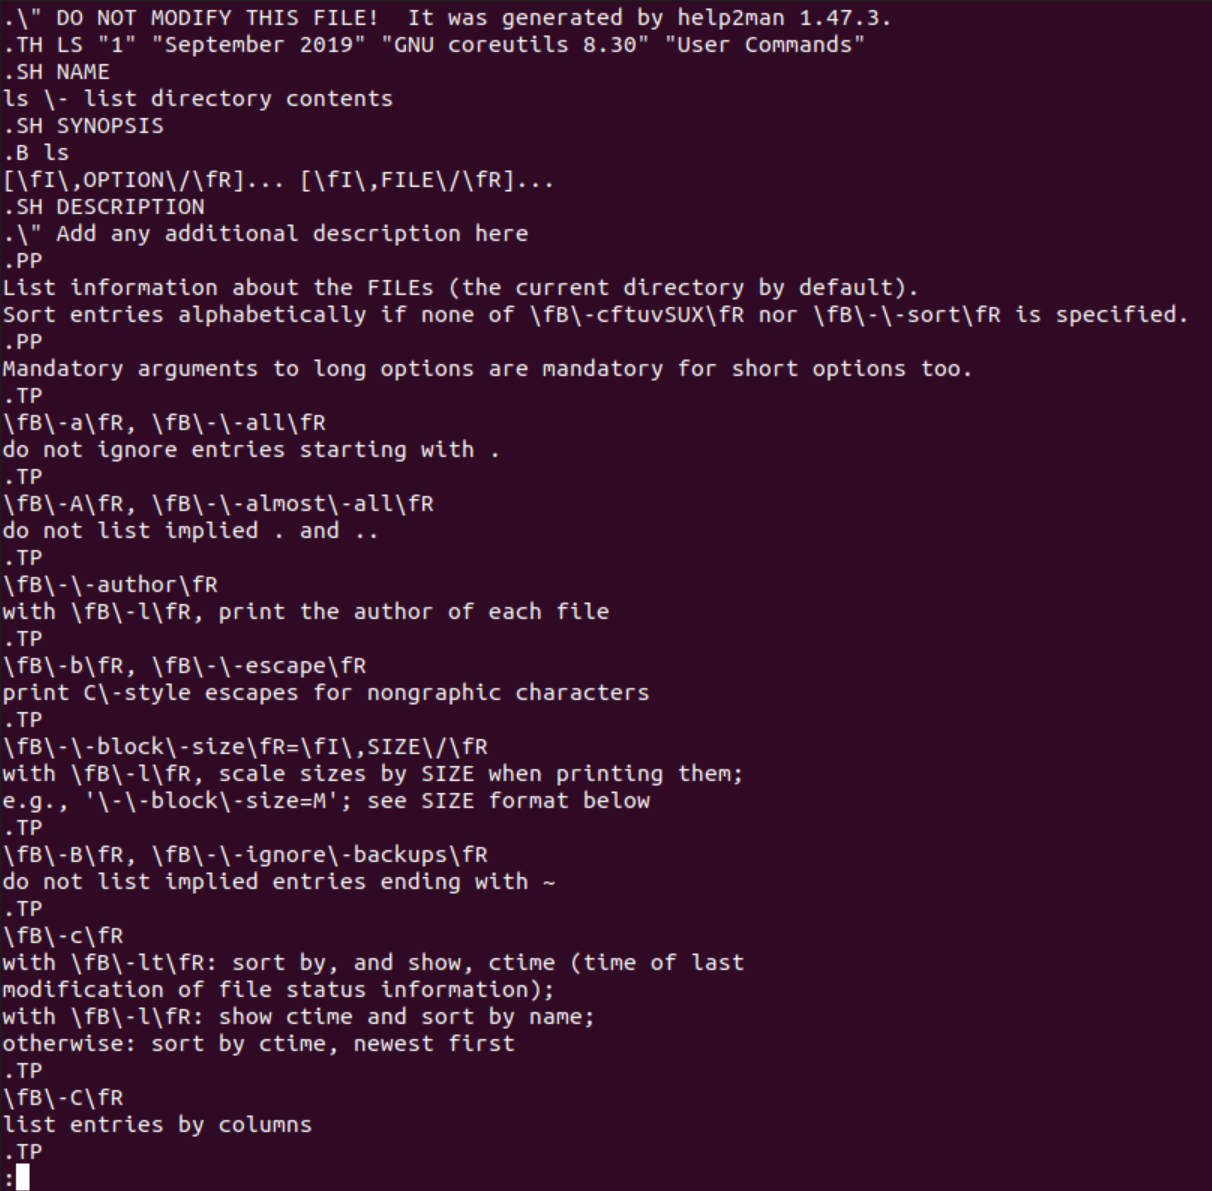 .\" DO NOT MODIFY THIS FILE!  It was generated by help2man 1.47.3.
.TH LS "1" "September 2019" "GNU coreutils 8.30" "User Commands"
.SH NAME
ls \- list directory contents
.SH SYNOPSIS
.B ls
[\fI\,OPTION\/\fR]... [\fI\,FILE\/\fR]...
.SH DESCRIPTION
.\" Add any additional description here
.PP
List information about the FILEs (the current directory by default).
Sort entries alphabetically if none of \fB\-cftuvSUX\fR nor \fB\-\-sort\fR is specified.
.PP
Mandatory arguments to long options are mandatory for short options too.
.TP
\fB\-a\fR, \fB\-\-all\fR
do not ignore entries starting with .
.TP
\fB\-A\fR, \fB\-\-almost\-all\fR
do not list implied . and ..
.TP
\fB\-\-author\fR
with \fB\-l\fR, print the author of each file
.TP
\fB\-b\fR, \fB\-\-escape\fR
print C\-style escapes for nongraphic characters
.TP
\fB\-\-block\-size\fR=\fI\,SIZE\/\fR
with \fB\-l\fR, scale sizes by SIZE when printing them;
e.g., '\-\-block\-size=M'; see SIZE format below
.TP
\fB\-B\fR, \fB\-\-ignore\-backups\fR
do not list implied entries ending with ~
.TP
\fB\-c\fR
with \fB\-lt\fR: sort by, and show, ctime (time of last
modification of file status information);
with \fB\-l\fR: show ctime and sort by name;
otherwise: sort by ctime, newest first
.TP
\fB\-C\fR
list entries by columns
.TP
: